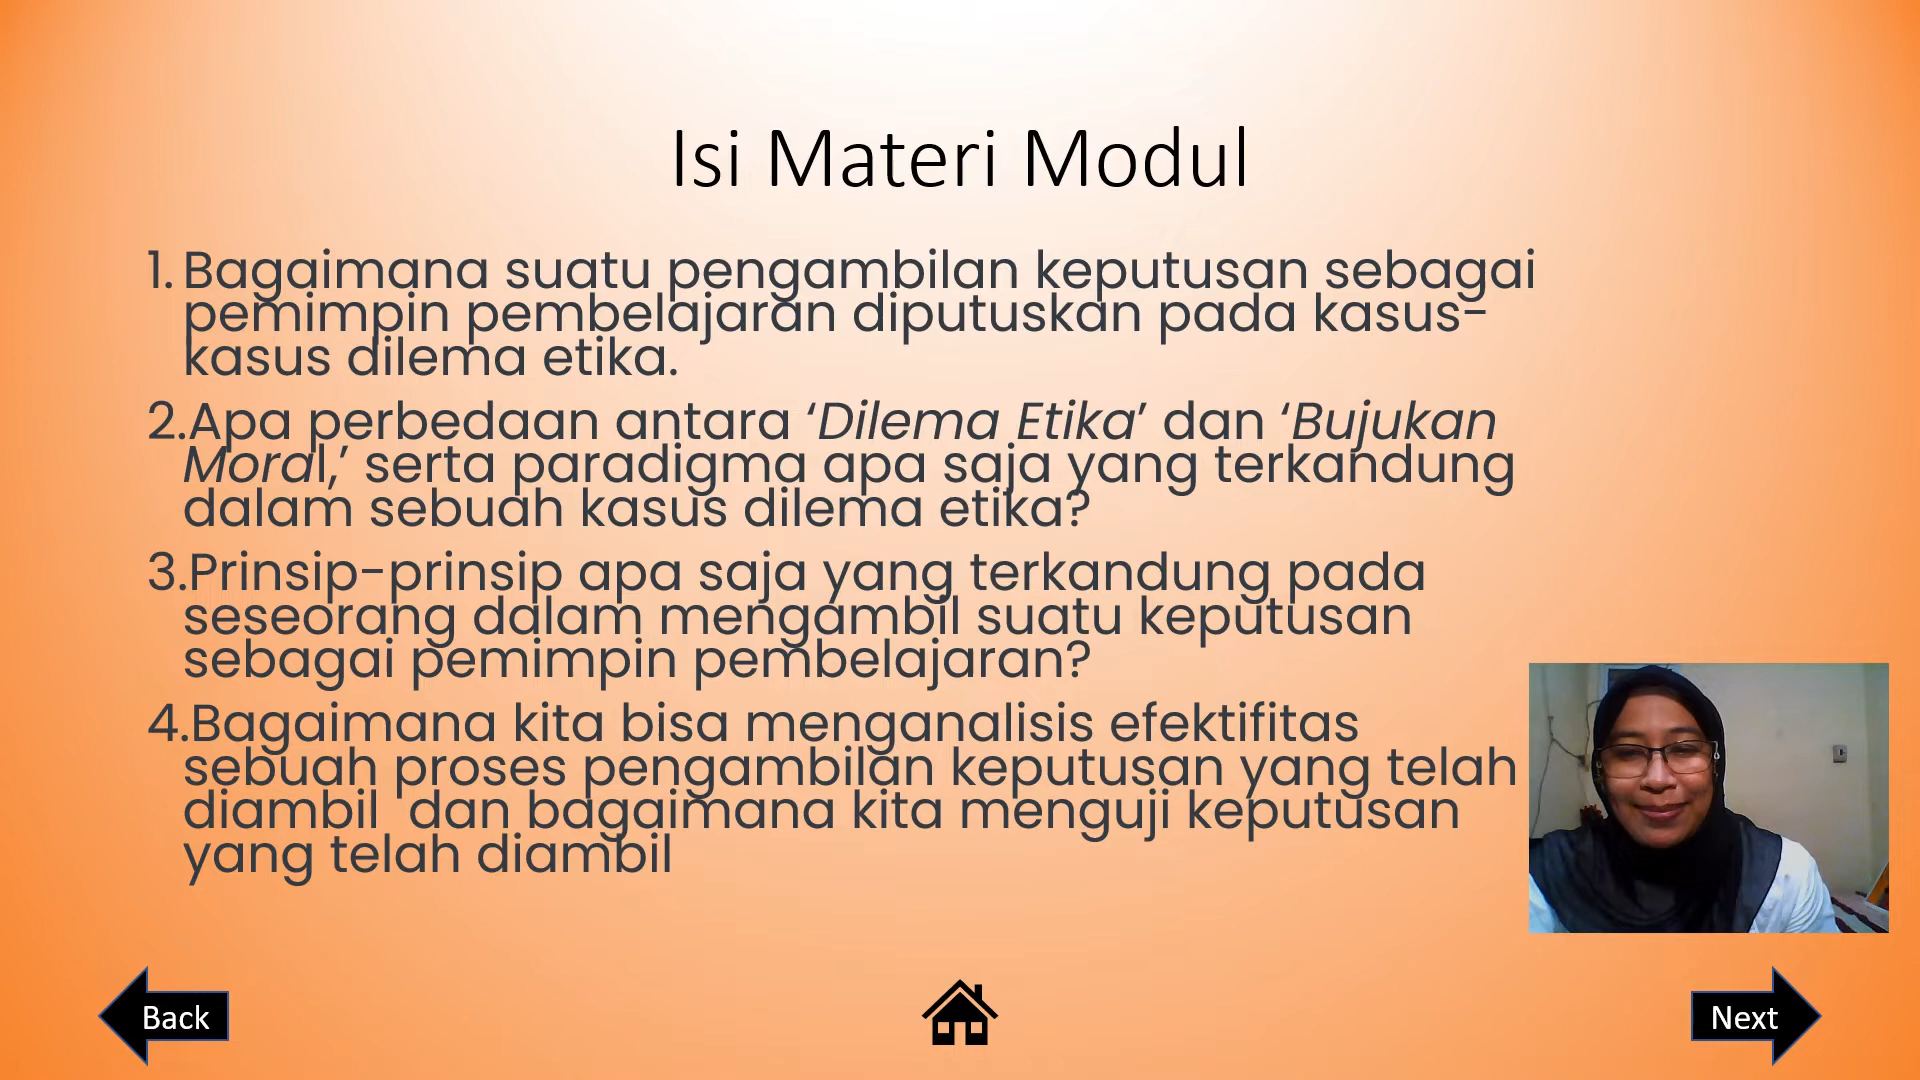 Isi Materi Modul
1. Bagaimana suatu pengambilan keputusan sebagai
pemimpin pembelajaran diputuskan pada kasus-
kasus dilema etika.
2.Apa perbedaan antara ‘Dilema Etika’ dan ‘Bujukan
Moral,’ serta paradigma apa saja yang terkandung
dalam sebuah kasus dilema etika?
3.Prinsip-prinsip apa saja yang terkandung pada
seseorang dalam mengambil suatu keputusan
sebagai pemimpin pembelajaran?
4.Bagaimana kita bisa menganalisis efektifitas
sebuah proses pengambilan keputusan yang telah
diambil  dan bagaimana kita menguji keputusan
yang telah diambil
Back
Next